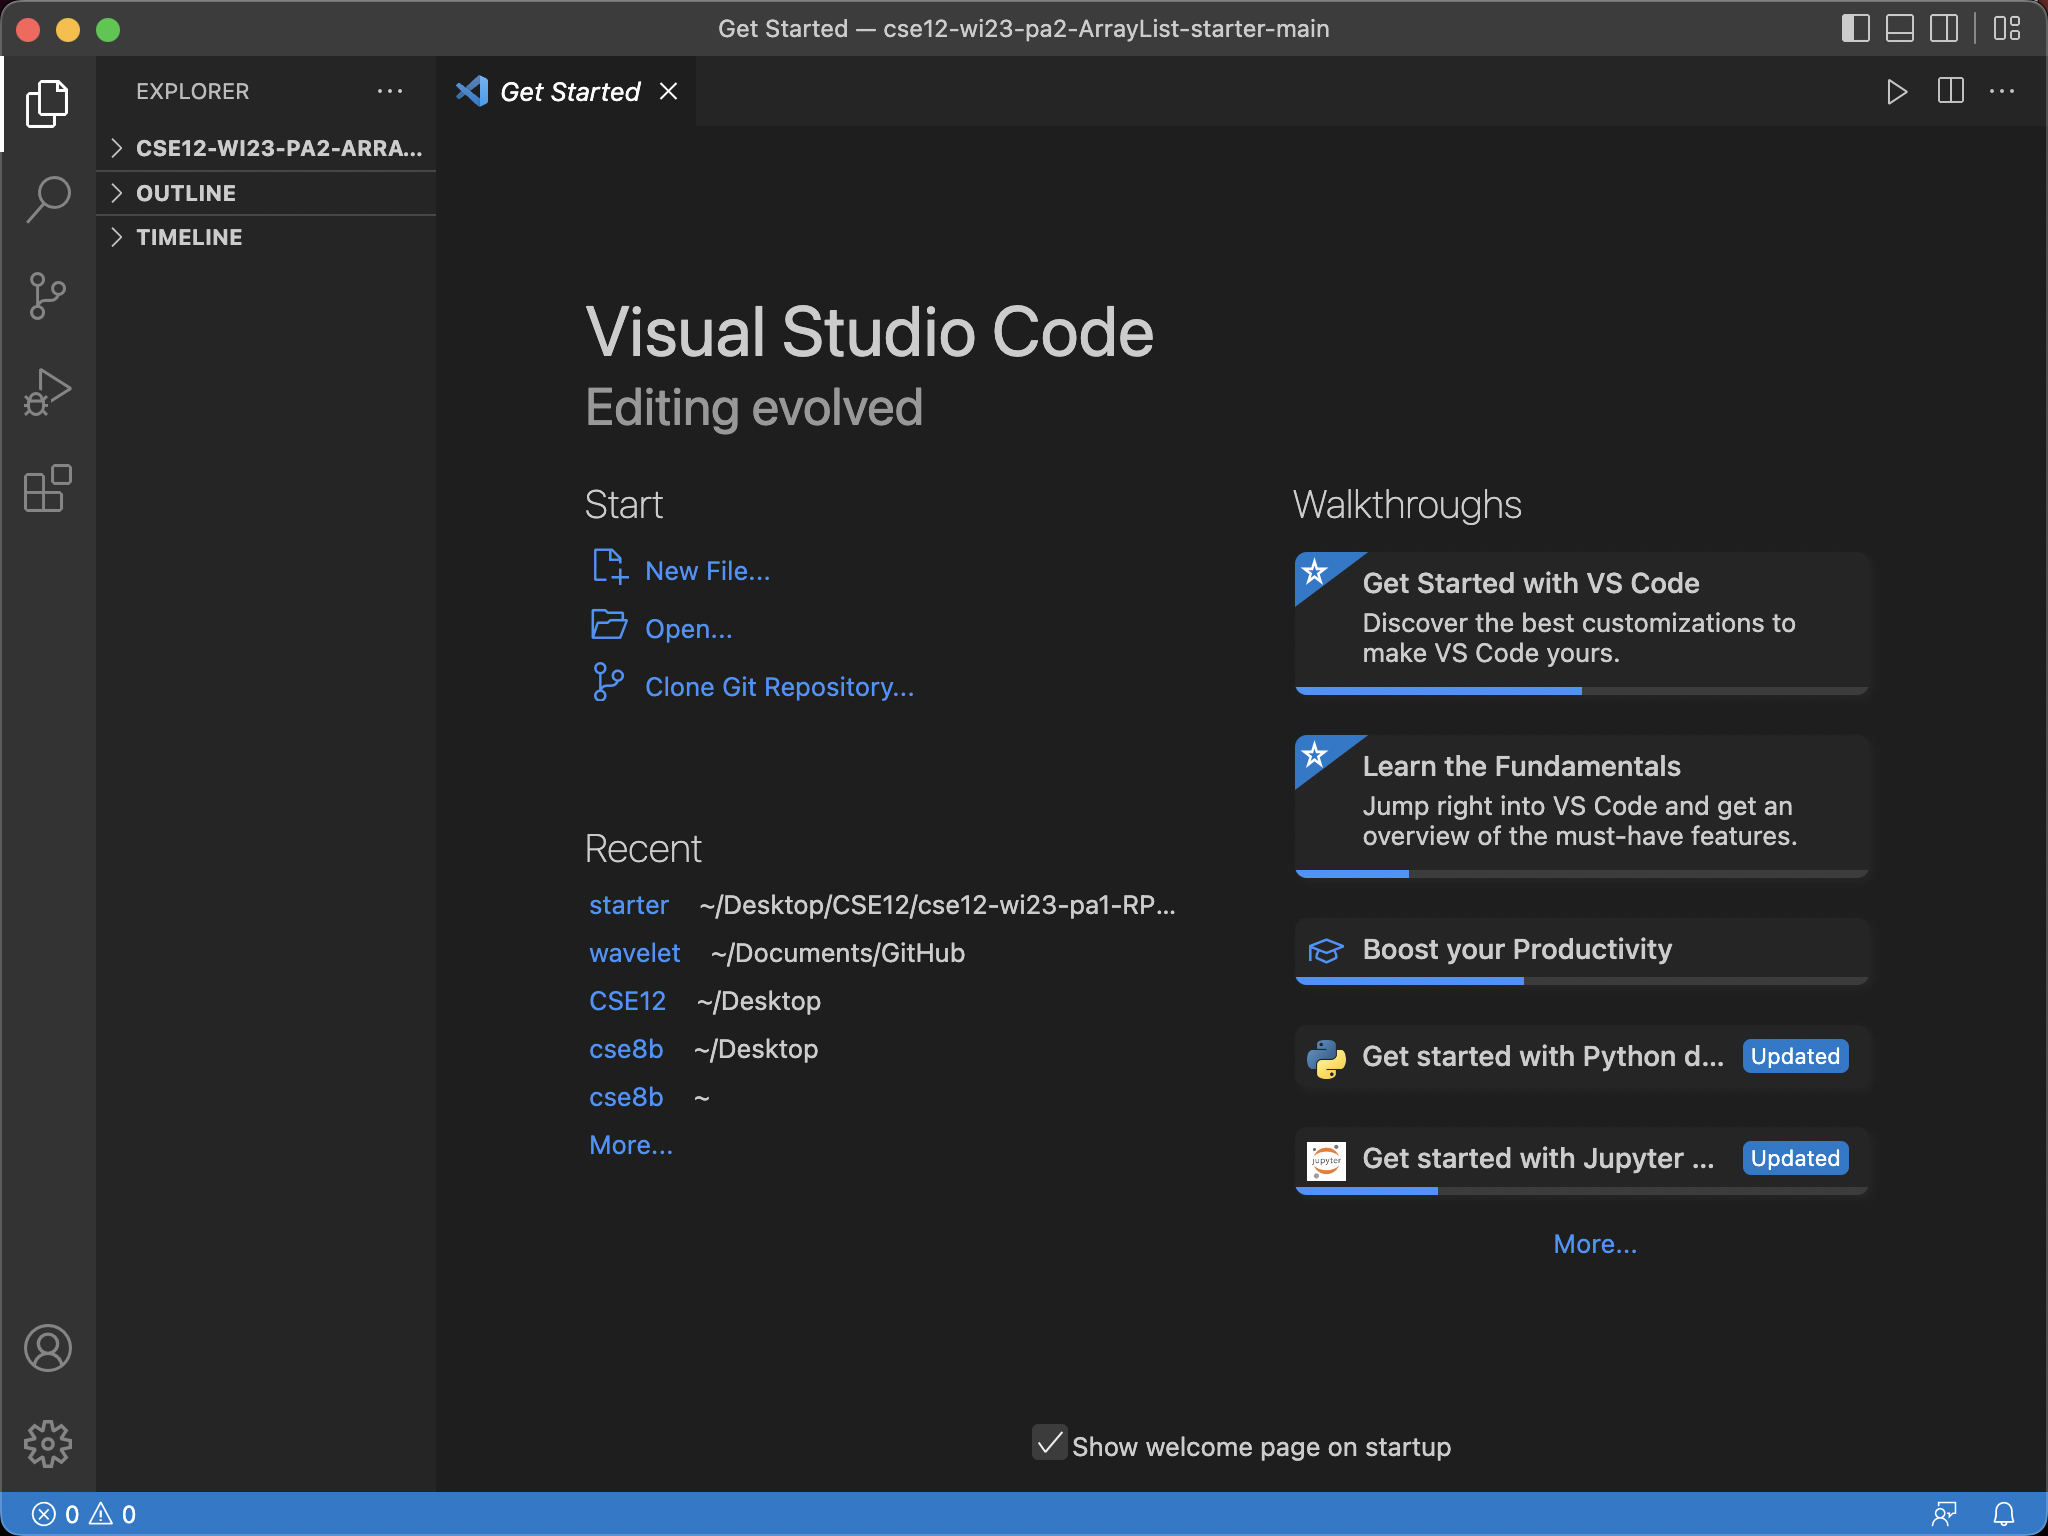 Get Started — cse12-wi23-pa2-ArrayList-starter-main
EXPLORER
Get Started
CSE12-WI23-PA2-ARRA...
OUTLINE
TIMELINE
Visual Studio Code
Editing evolved
Start
New File...
Open...
Clone Git Repository...
Recent
starter ~/Desktop/CSE12/cse12-wi23-pa1-RP...
wavelet ~/Documents/GitHub
CSE12 ~/Desktop
cse8b ~/Desktop
cse8b ~
More...
Walkthroughs
Get Started with VS Code
Discover the best customizations to
make VS Code yours.
Learn the Fundamentals
Jump right into VS Code and get an
overview of the must-have features.
Boost your Productivity
Get started with Python d... Updated
jupyter
Get started with Jupyter ... Updated
More...
Show welcome page on startup
0 0